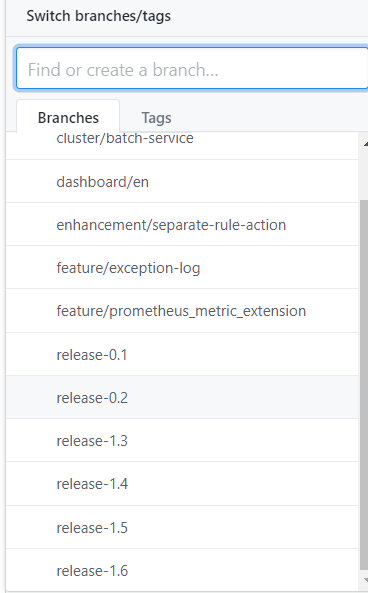 Switch branches/tags
Find or create a branch...
Branches Tags
cluster/batch-service
dashboard/en
enhancement/separate-rule-action
feature/exception-log
feature/prometheus_metric_extension
release-0.1
release-0.2
release-1.3
release-1.4
release-1.5
release-1.6